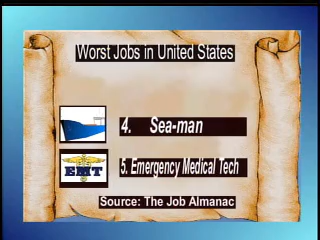 Worst Jobs in United States
4. Sea-man
EMT
5. Emergency Medical Tech
Source: The Job Almanac